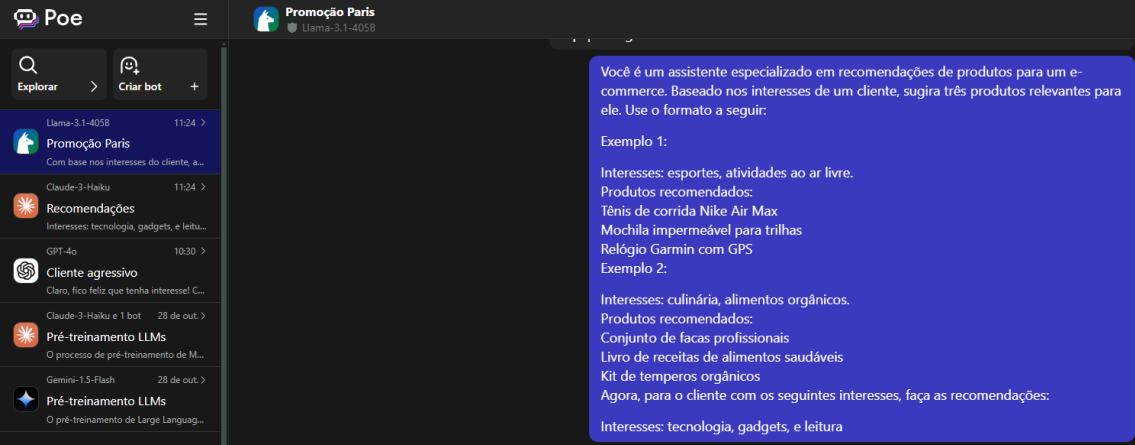 Poe
Explorar
Criar bot
Llama-3.1-405B 11:24
Promoção Paris
Com base nos interesses do cliente, a...
Claude-3-Haiku 11:24
Recomendações
Interesses: tecnologia, gadgets, e leitu...
GPT-4o 10:30
Cliente agressivo
Claro, fico feliz que tenha interesse! C...
Claude-3-Haiku e 1 bot 28 de out.
Pré-treinamento LLMs
O processo de pré-treinamento de M...
Gemini-1.5-Flash 28 de out.
Pré-treinamento LLMs
O pré-treinamento de Large Languag...
Promoção Paris
Llama-3.1-405B
Você é um assistente especializado em recomendações de produtos para um e-
commerce. Baseado nos interesses de um cliente, sugira três produtos relevantes para
ele. Use o formato a seguir:
Exemplo 1:
Interesses: esportes, atividades ao ar livre.
Produtos recomendados:
Tênis de corrida Nike Air Max
Mochila impermeável para trilhas
Relógio Garmin com GPS
Exemplo 2:
Interesses: culinária, alimentos orgânicos.
Produtos recomendados:
Conjunto de facas profissionais
Livro de receitas de alimentos saudáveis
Kit de temperos orgânicos
Agora, para o cliente com os seguintes interesses, faça as recomendações:
Interesses: tecnologia, gadgets, e leitura